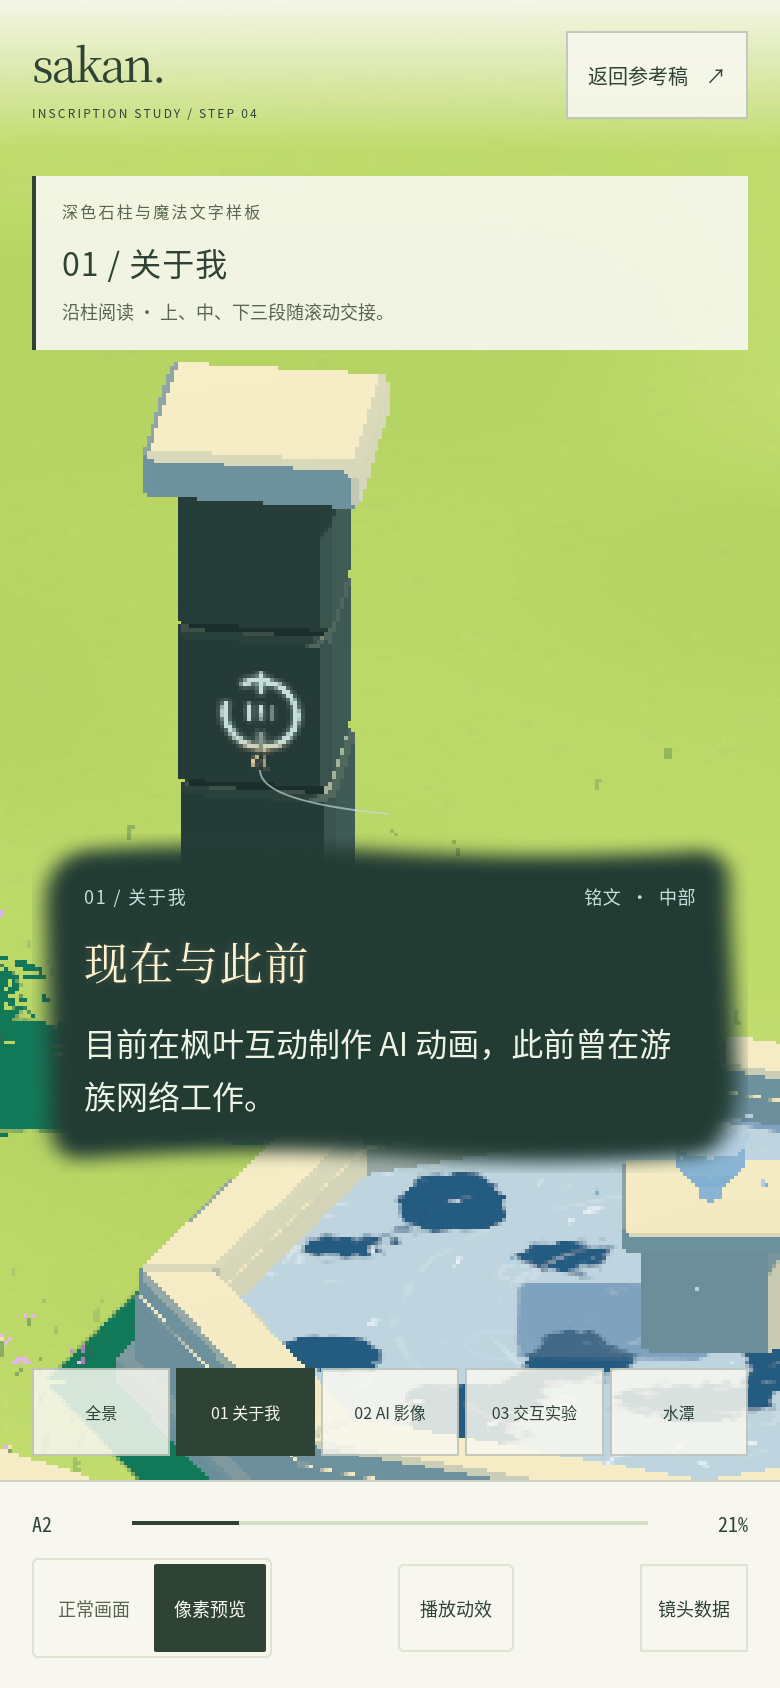 sakan.
返回参考稿 ↗
INSCRIPTION STUDY / STEP 04
深色石柱与魔法文字样板
01 / 关于我
沿柱阅读 · 上、中、下三段随滚动交接。
01 / 关于我
铭文 · 中部
现在与此前
目前在枫叶互动制作 AI 动画，此前曾在游
族网络工作。
全景
01 关于我
02 AI 影像
03 交互实验
水潭
A2
21%
正常画面
像素预览
播放动效
镜头数据